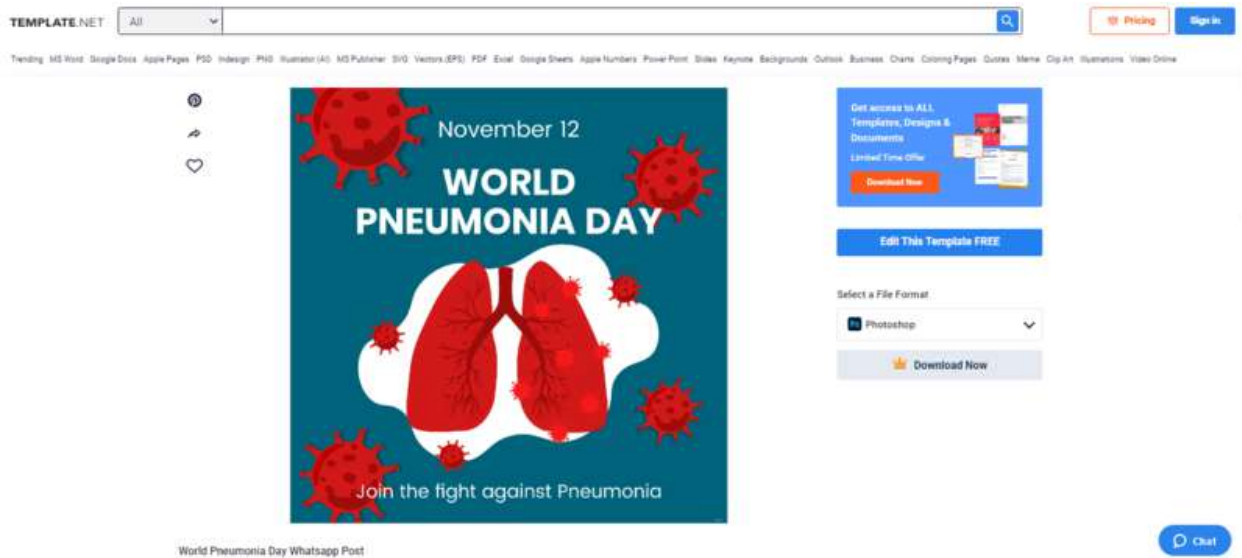 TEMPLATE.NET All
Pricing
Sign in
Trending MS Word Google Docs Apple Pages PSD Indesign PNG Illustrator (AI) MS Publisher SVG Vectors (EPS) PDF Excel Google Sheets Apple Numbers Power Point Slides Keynote Backgrounds Outlook Business Charts Coloring Pages Quotes Meme Clip Art Illustrations Video Online
November 12
WORLD
PNEUMONIA DAY
Join the fight against Pneumonia
World Pneumonia Day Whatsapp Post
Get access to ALL
Templates, Designs &
Documents
Limited Time Offer
Download Now
Edit This Template FREE
Select a File Format
Ps Photoshop
Download Now
Chat